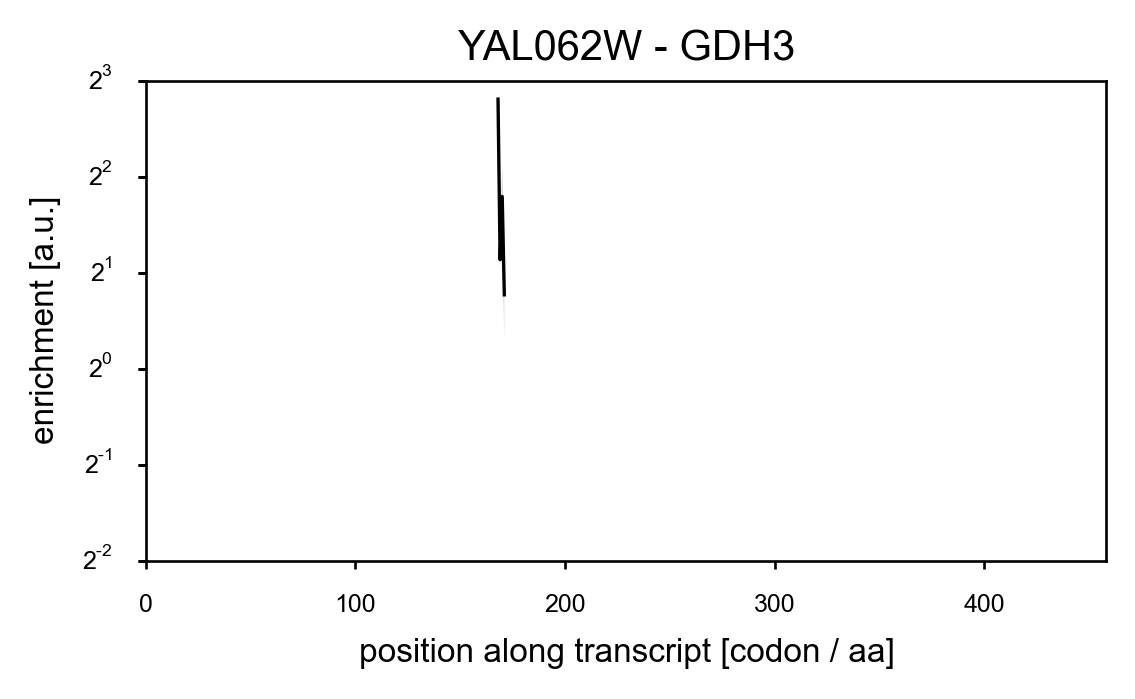 YAL062W - GDH3
enrichment [a.u.]
2^3
2^2
2^1
2^0
2^-1
2^-2
0 100 200 300 400
position along transcript [codon / aa]